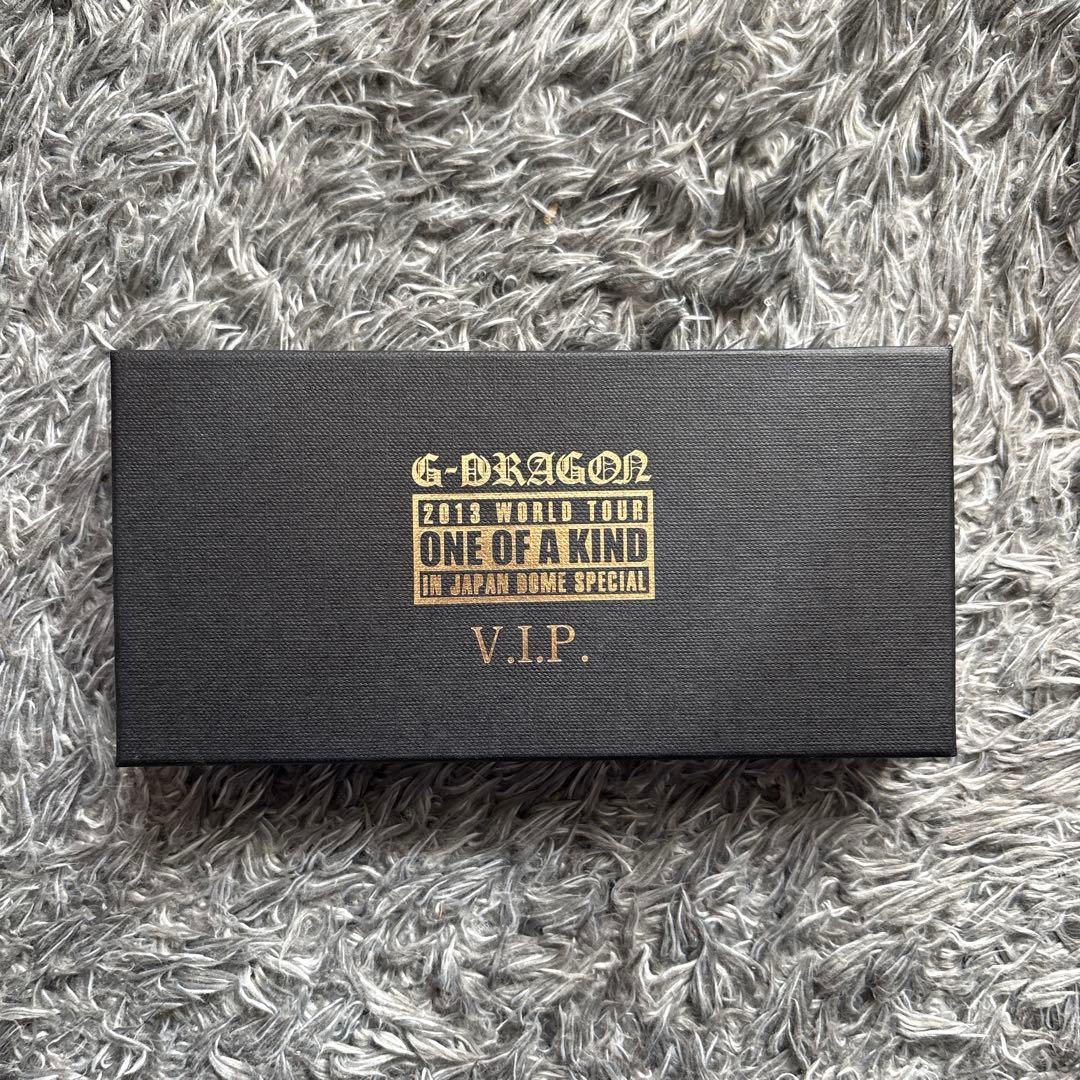 G-DRAGON
2013 WORLD TOUR
ONE OF A KIND
IN JAPAN DOME SPECIAL
V.I.P.